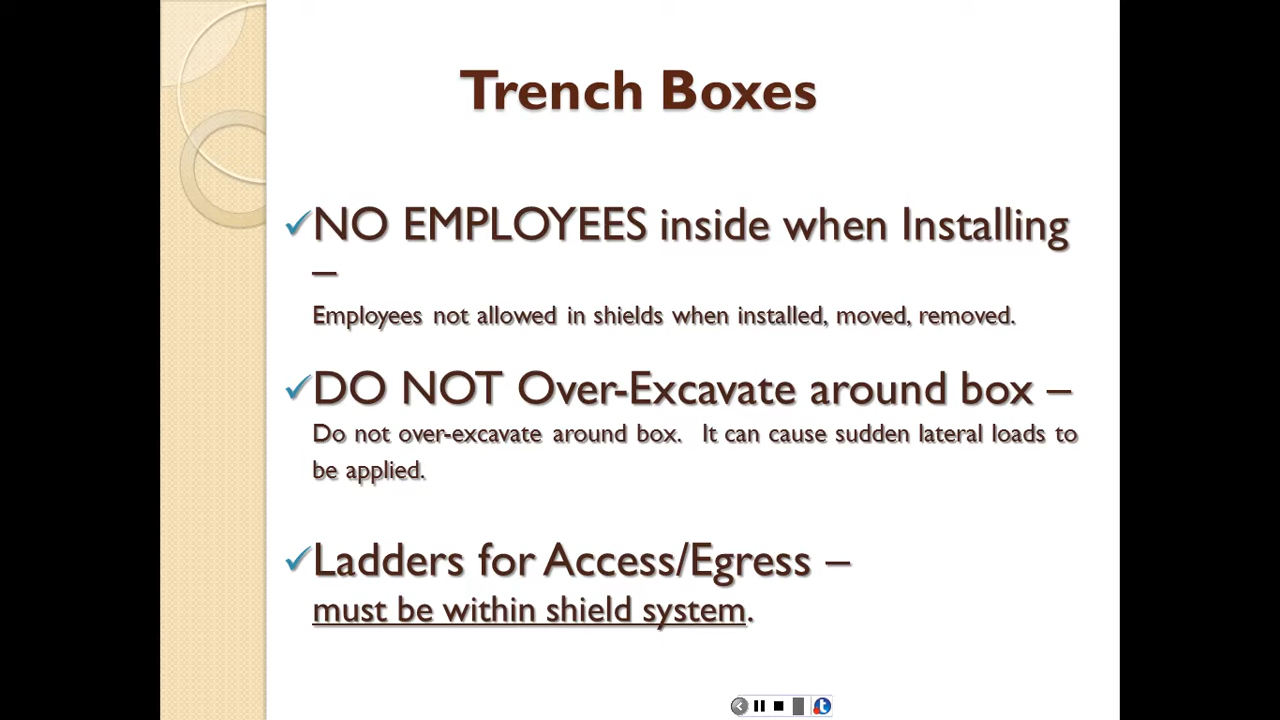 Trench Boxes
✓NO EMPLOYEES inside when Installing
–
Employees not allowed in shields when installed, moved, removed.
✓DO NOT Over-Excavate around box –
Do not over-excavate around box. It can cause sudden lateral loads to
be applied.
✓Ladders for Access/Egress –
must be within shield system.
t